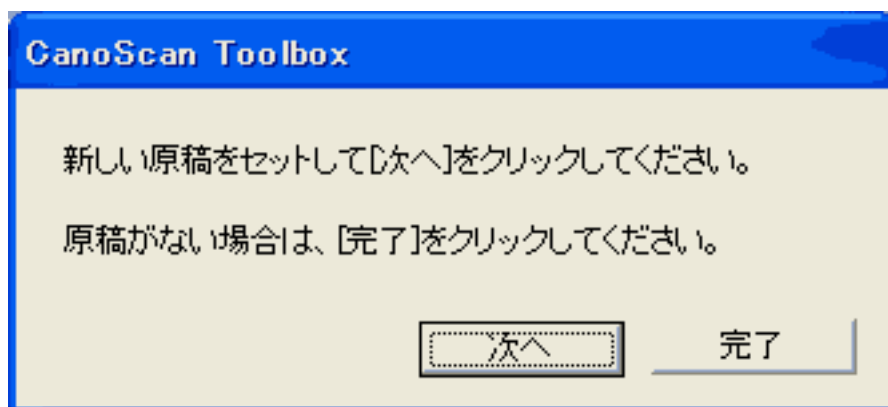 CanoScan Toolbox
新しい原稿をセットして[次へ]をクリックしてください。
原稿がない場合は、[完了]をクリックしてください。
次へ 完了